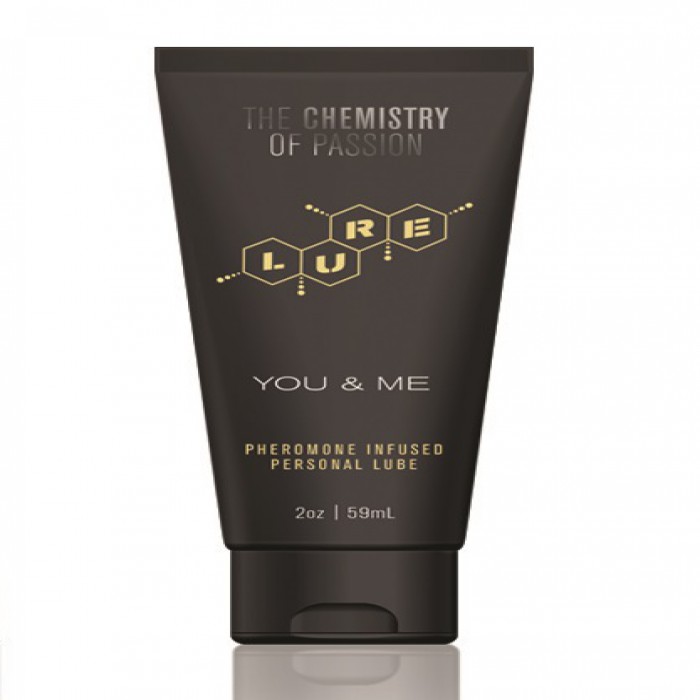 THE CHEMISTRY
OF PASSION
LURE
YOU & ME
PHEROMONE INFUSED
PERSONAL LUBE
2oz | 59mL